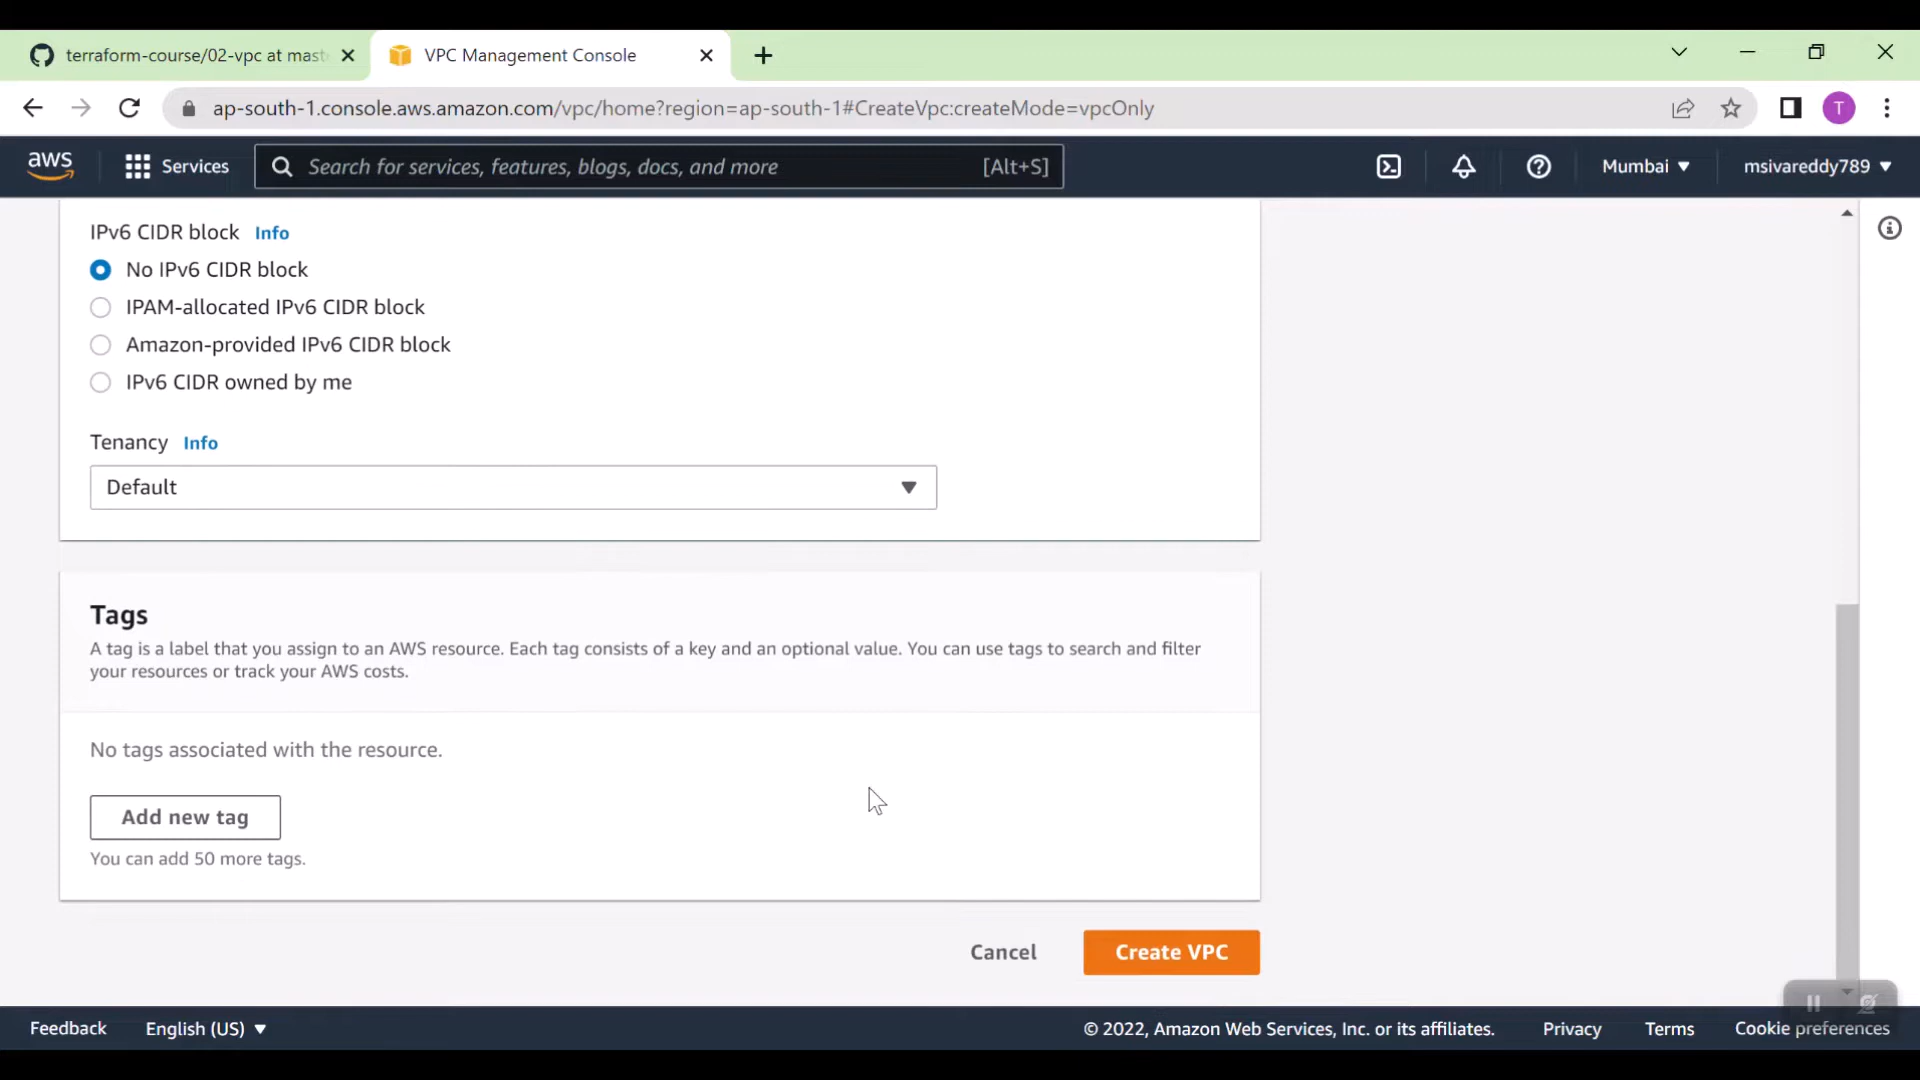 terraform-course/02-vpc at mast
VPC Management Console
ap-south-1.console.aws.amazon.com/vpc/home?region=ap-south-1#CreateVpc:createMode=vpcOnly
T
aws
Services
Search for services, features, blogs, docs, and more
[Alt+S]
Mumbai
msivareddy789
IPv6 CIDR block Info
No IPv6 CIDR block
IPAM-allocated IPv6 CIDR block
Amazon-provided IPv6 CIDR block
IPv6 CIDR owned by me
Tenancy Info
Default
Tags
A tag is a label that you assign to an AWS resource. Each tag consists of a key and an optional value. You can use tags to search and filter
your resources or track your AWS costs.
No tags associated with the resource.
Add new tag
You can add 50 more tags.
Cancel
Create VPC
Feedback
English (US)
© 2022, Amazon Web Services, Inc. or its affiliates.
Privacy
Terms
Cookie preferences